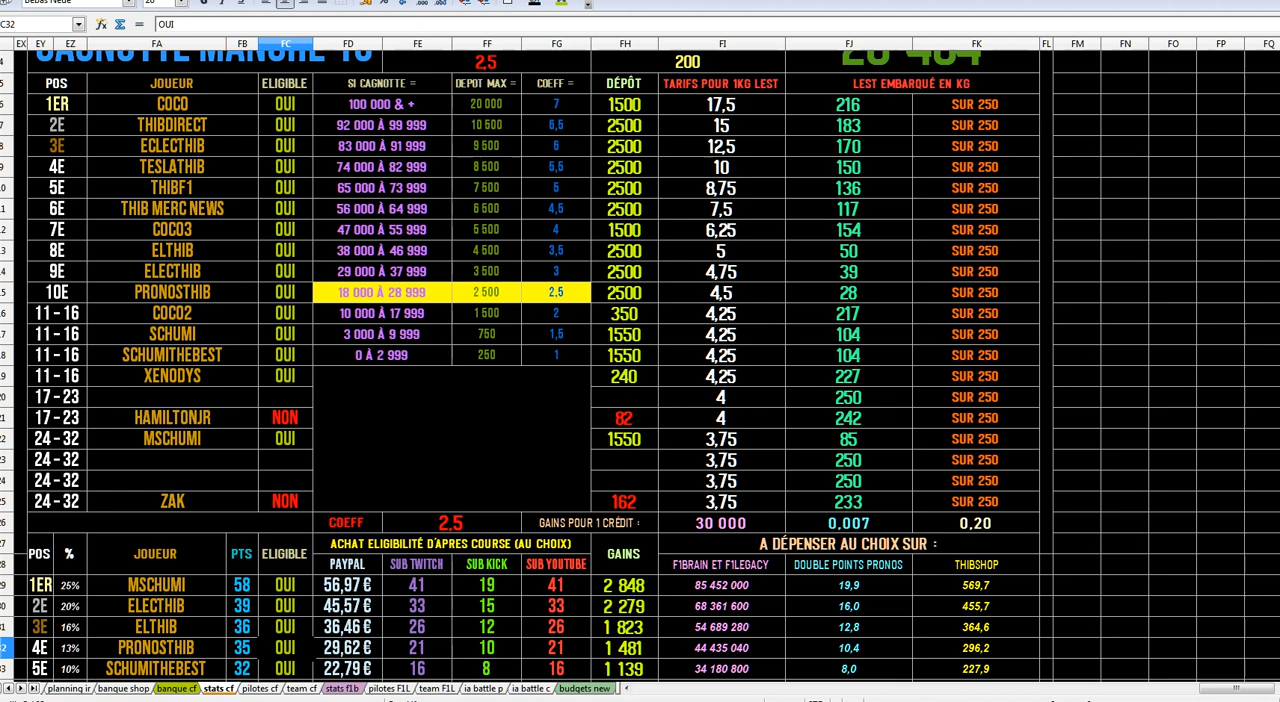 Bebas Neue 20
C32 OUI
EX EY EZ FA FB FC FD FE FF FG FH FI FJ FK FL FM FN FO FP FQ
CAGNOTTE MANCHE 2,5 200
POS JOUEUR ELIGIBLE SI CAGNOTTE = DEPOT MAX = COEFF = DÉPÔT TARIFS POUR 1KG LEST LEST EMBARQUÉ EN KG
1ER COCO OUI 100 000 & + 20 000 7 1500 17,5 216 SUR 250
2E THIBDIRECT OUI 92 000 À 99 999 10 500 6,5 2500 15 183 SUR 250
3E ECLECTHIB OUI 83 000 À 91 999 9 500 6 2500 12,5 170 SUR 250
4E TESLATHIB OUI 74 000 À 82 999 8 500 5,5 2500 10 150 SUR 250
5E THIBF1 OUI 65 000 À 73 999 7 500 5 2500 8,75 136 SUR 250
6E THIB MERC NEWS OUI 56 000 À 64 999 6 500 4,5 2500 7,5 117 SUR 250
7E COCO3 OUI 47 000 À 55 999 5 500 4 1500 6,25 154 SUR 250
8E ELTHIB OUI 38 000 À 46 999 4 500 3,5 2500 5 50 SUR 250
9E ELECTHIB OUI 29 000 À 37 999 3 500 3 2500 4,75 39 SUR 250
10E PRONOSTHIB OUI 18 000 À 28 999 2 500 2,5 2500 4,5 28 SUR 250
11 - 16 COCO2 OUI 10 000 À 17 999 1 500 2 350 4,25 217 SUR 250
11 - 16 SCHUMI OUI 3 000 À 9 999 750 1,5 1550 4,25 104 SUR 250
11 - 16 SCHUMITHEBEST OUI 0 À 2 999 250 1 1550 4,25 104 SUR 250
11 - 16 XENODYS OUI 240 4,25 227 SUR 250
17 - 23 4 250 SUR 250
17 - 23 HAMILTONJR NON 82 4 242 SUR 250
24 - 32 MSCHUMI OUI 1550 3,75 85 SUR 250
24 - 32 3,75 250 SUR 250
24 - 32 3,75 250 SUR 250
24 - 32 ZAK NON 162 3,75 233 SUR 250
COEFF 2,5 GAINS POUR 1 CRÉDIT : 30 000 0,007 0,20
POS % JOUEUR PTS ELIGIBLE ACHAT ELIGIBILITÉ D'APRES COURSE (AU CHOIX) GAINS A DÉPENSER AU CHOIX SUR :
PAYPAL SUB TWITCH SUB KICK SUB YOUTUBE F1BRAIN ET F1LEGACY DOUBLE POINTS PRONOS THIBSHOP
1ER 25% MSCHUMI 58 OUI 56,97 € 41 19 41 2 848 85 452 000 19,9 569,7
2E 20% ELECTHIB 39 OUI 45,57 € 33 15 33 2 279 68 361 600 16,0 455,7
3E 16% ELTHIB 36 OUI 36,46 € 26 12 26 1 823 54 689 280 12,8 364,6
4E 13% PRONOSTHIB 35 OUI 29,62 € 21 10 21 1 481 44 435 040 10,4 296,2
5E 10% SCHUMITHEBEST 32 OUI 22,79 € 16 8 16 1 139 34 180 800 8,0 227,9
planning ir banque shop banque cf stats cf pilotes cf team cf stats f1b pilotes F1L team F1L ia battle p ia battle c budgets new